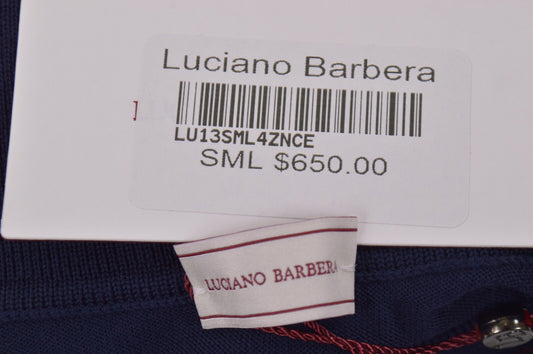 Luciano Barbera
LU13SML4ZNCE
SML $650.00
LUCIANO BARBERA